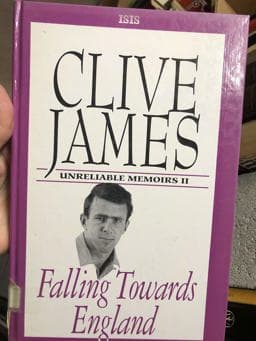 ISIS
CLIVE
JAMES
UNRELIABLE MEMOIRS II
Falling Towards
England